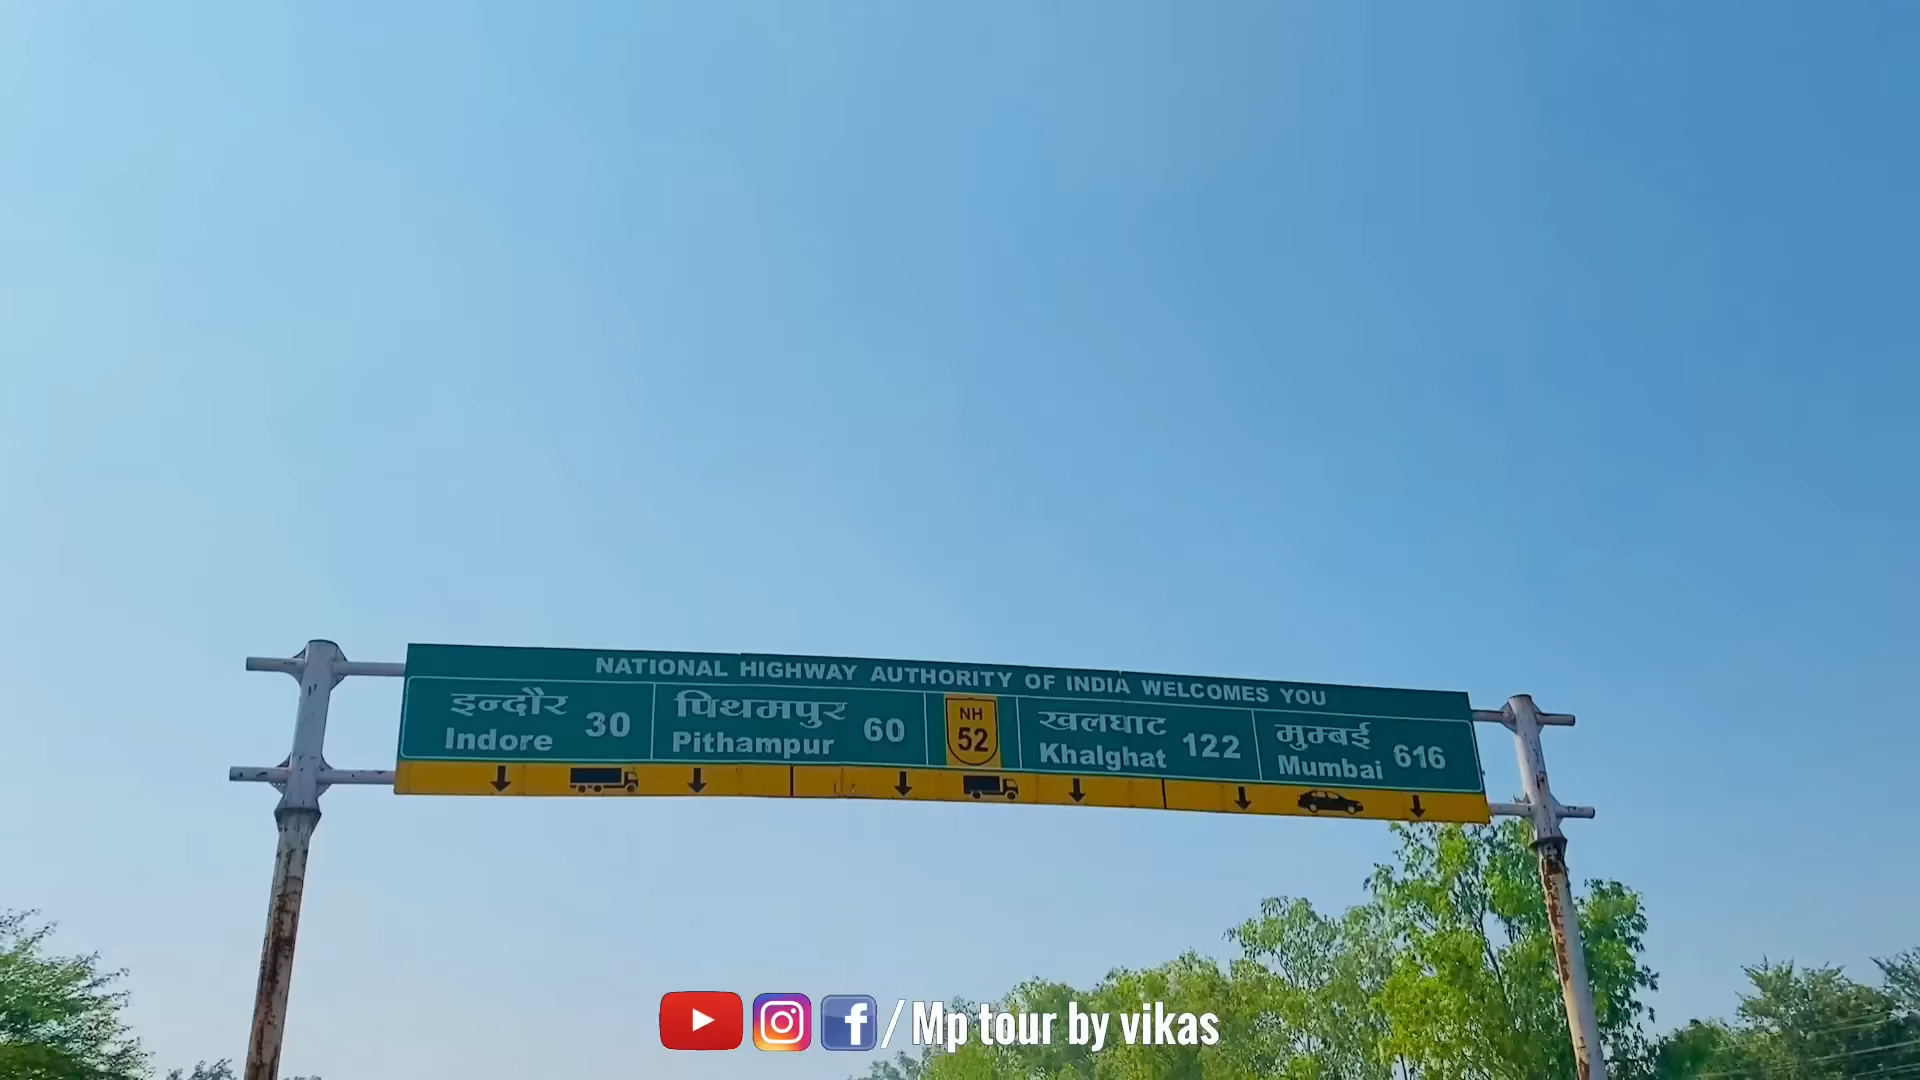 NATIONAL HIGHWAY AUTHORITY OF INDIA WELCOMES YOU
इन्दौर
Indore 30
पिथमपुर
Pithampur 60
NH
52
खलघाट
Khalghat 122
मुम्बई
Mumbai 616
/ Mp tour by vikas